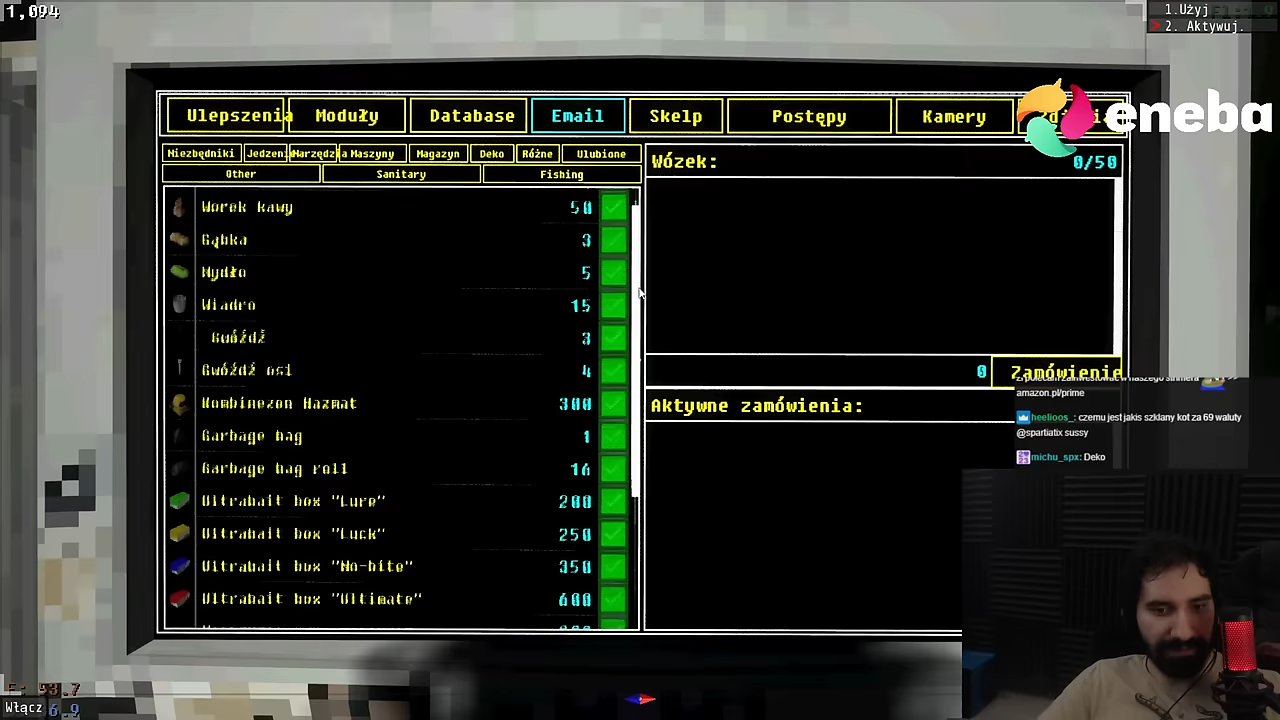 1,094
1.Użyj
2. Aktywuj.
eneba
Ulepszenia Moduły Database Email Skelp Postępy Kamery
Niezbędniki Jedzeni Narzędzia Maszyny Magazyn Deko Różne Ulubione
Other Sanitary Fishing
Wózek: 0/50
Worek kawy 50
Gąbka 3
Mydło 5
Wiadro 15
Gwóźdź 3
Gwóźdź osi 4
Kombinezon Hazmat 300
Garbage bag 1
Garbage bag roll 16
Ultrabait box "Lure" 200
Ultrabait box "Luck" 250
Ultrabait box "No-bite" 350
Ultrabait box "Ultimate" 600
0 Zamówienie
Aktywne zamówienia:
amazon.pl/prime
heelioos_: czemu jest jakis szklany kot za 69 waluty
@spartiatix sussy
michu_spx: Deko
Włącz